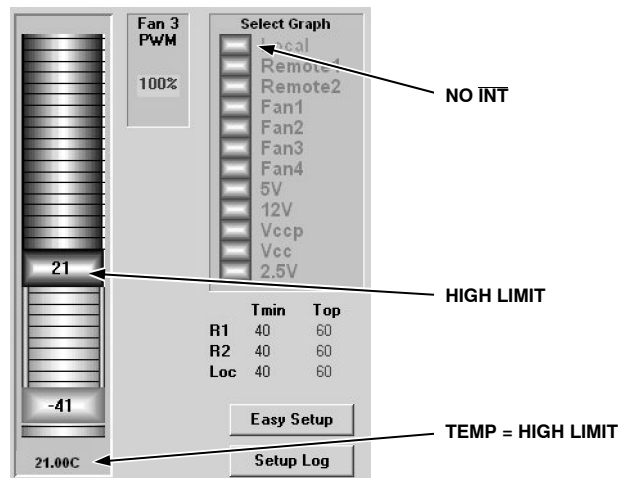 Fan 3
PWM
100%
Select Graph
Local
Remote1
Remote2
Fan1
Fan2
Fan3
Fan4
5V
12V
Vccp
Vcc
2.5V
NO INT
21
HIGH LIMIT
Tmin Top
R1 40 60
R2 40 60
Loc 40 60
-41
Easy Setup
TEMP = HIGH LIMIT
21.00C
Setup Log